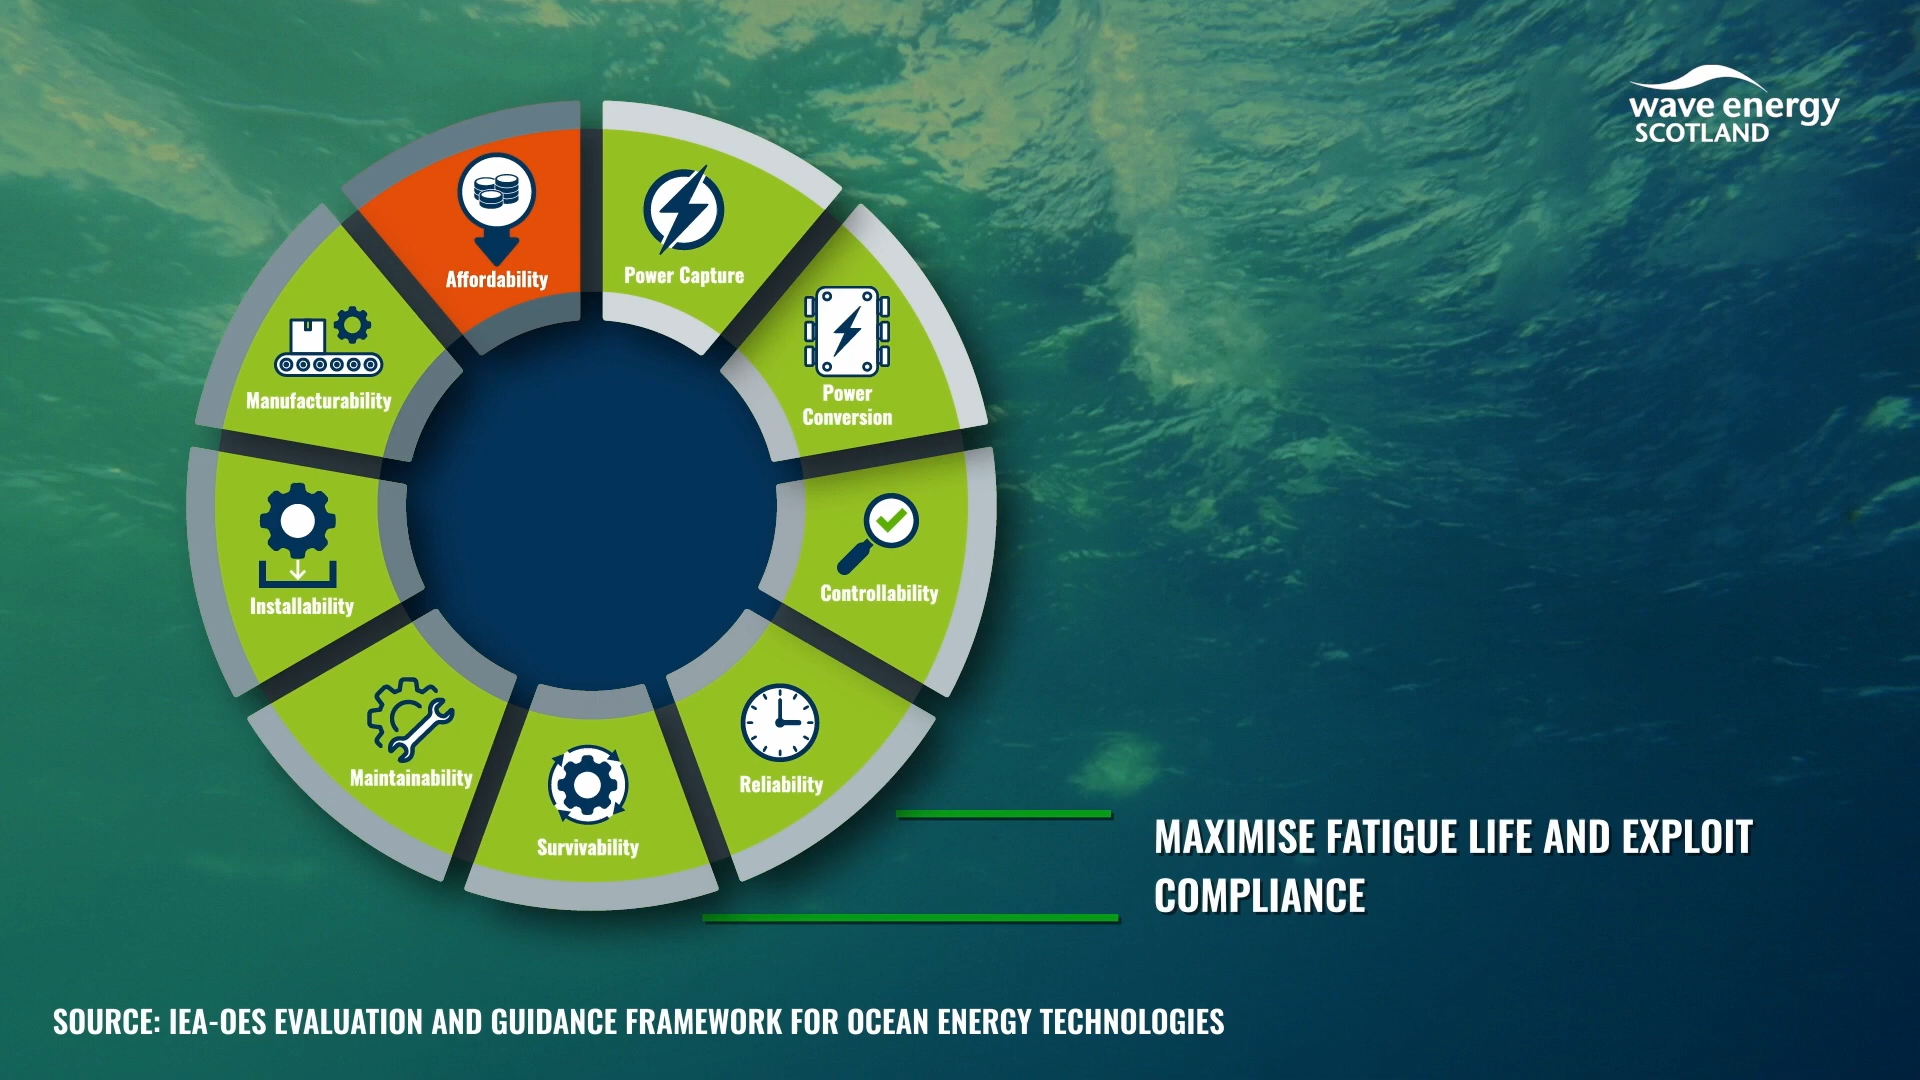 wave energy
SCOTLAND
Affordability
Power Capture
Power
Conversion
Manufacturability
Controllability
Installability
Maintainability
Reliability
Survivability
MAXIMISE FATIGUE LIFE AND EXPLOIT
COMPLIANCE
SOURCE: IEA-OES EVALUATION AND GUIDANCE FRAMEWORK FOR OCEAN ENERGY TECHNOLOGIES